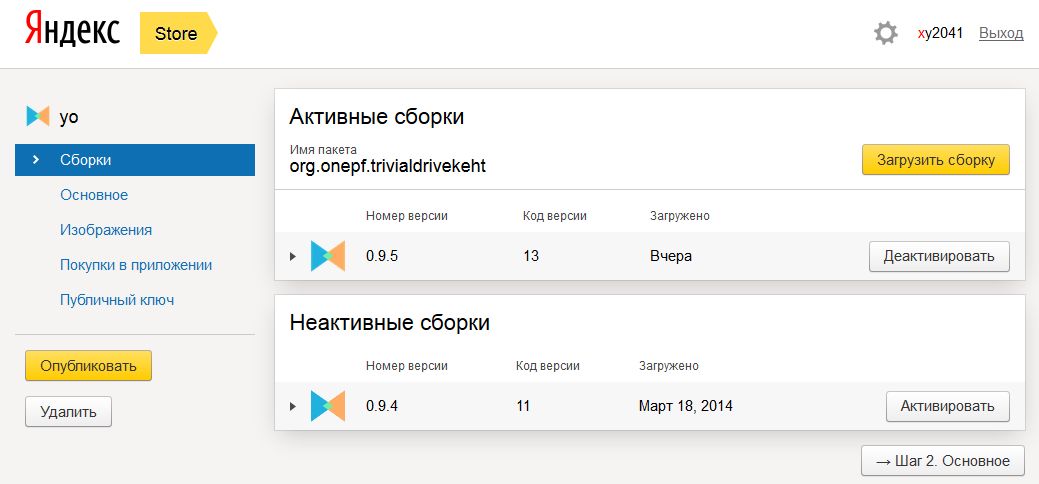 Яндекс Store
xy2041 Выход
yo
Сборки
Основное
Изображения
Покупки в приложении
Публичный ключ
Опубликовать
Удалить
Активные сборки
Имя пакета
org.onepf.trivialdrivekeht
Загрузить сборку
Номер версии Код версии Загружено
0.9.5 13 Вчера Деактивировать
Неактивные сборки
Номер версии Код версии Загружено
0.9.4 11 Март 18, 2014 Активировать
→ Шаг 2. Основное